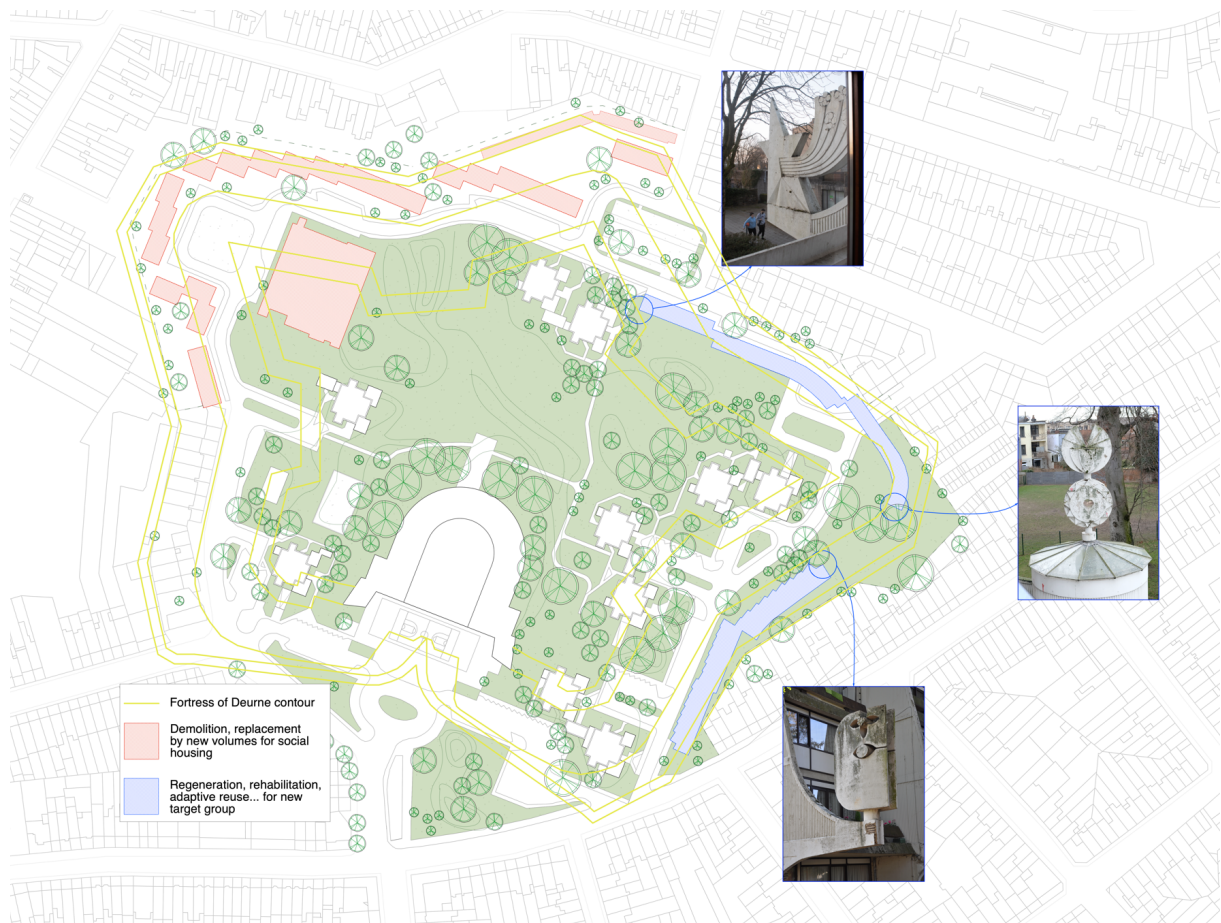 Fortress of Deurne contour
Demolition, replacement
by new volumes for social
housing
Regeneration, rehabilitation,
adaptive reuse... for new
target group